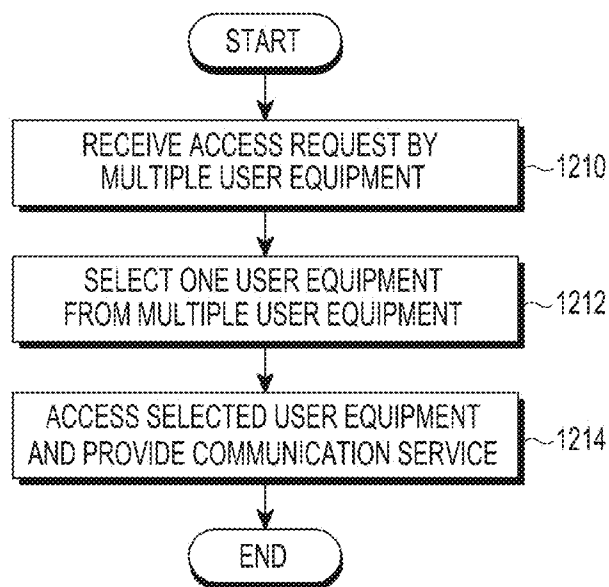 START
RECEIVE ACCESS REQUEST BY
MULTIPLE USER EQUIPMENT
1210
SELECT ONE USER EQUIPMENT
FROM MULTIPLE USER EQUIPMENT
1212
ACCESS SELECTED USER EQUIPMENT
AND PROVIDE COMMUNICATION SERVICE
1214
END